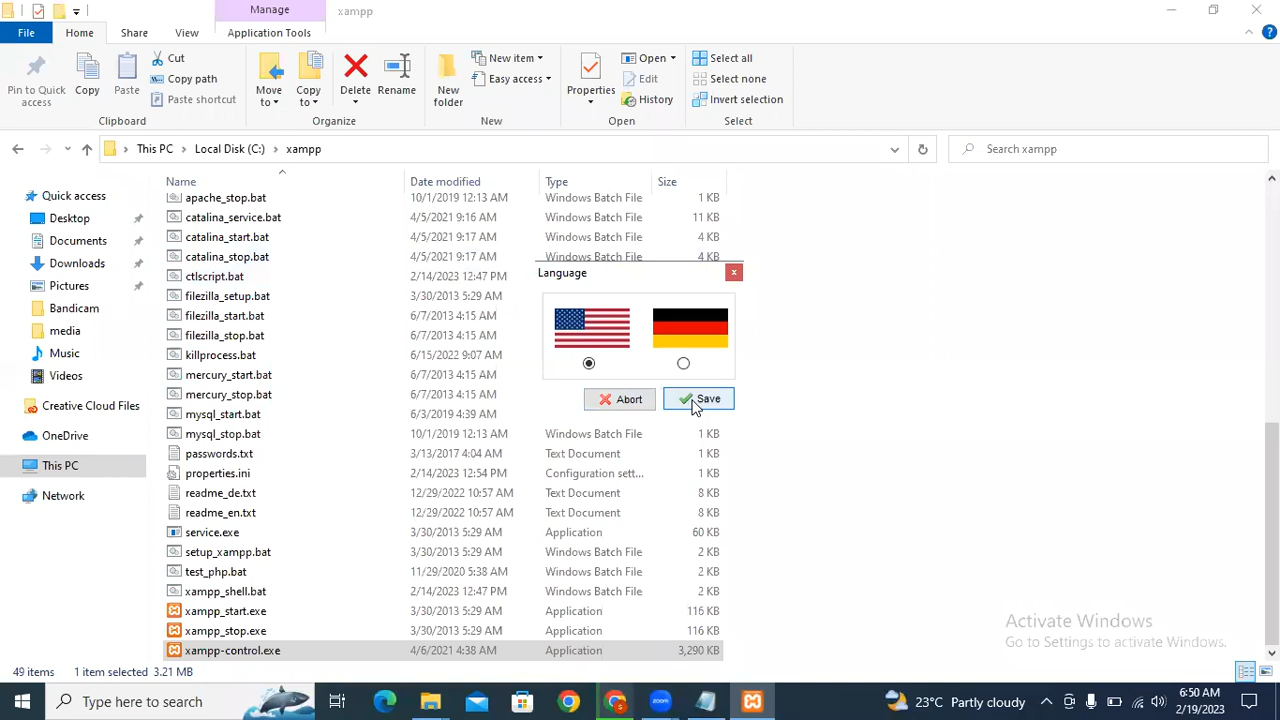 Manage
xampp
File
Home
Share
View
Application Tools
Pin to Quick access
Copy
Paste
Cut
Copy path
Paste shortcut
Clipboard
Move to
Copy to
Delete
Rename
Organize
New folder
New item
Easy access
New
Properties
Open
Edit
History
Open
Select all
Select none
Invert selection
Select
This PC > Local Disk (C:) > xampp
Search xampp
Quick access
Desktop
Documents
Downloads
Pictures
Bandicam
media
Music
Videos
Creative Cloud Files
OneDrive
This PC
Network
Name Date modified Type Size
apache_stop.bat 10/1/2019 12:13 AM Windows Batch File 1 KB
catalina_service.bat 4/5/2021 9:16 AM Windows Batch File 11 KB
catalina_start.bat 4/5/2021 9:17 AM Windows Batch File 4 KB
catalina_stop.bat 4/5/2021 9:17 AM Windows Batch File 4 KB
ctlscript.bat 2/14/2023 12:47 PM
filezilla_setup.bat 3/30/2013 5:29 AM
filezilla_start.bat 6/7/2013 4:15 AM
filezilla_stop.bat 6/7/2013 4:15 AM
killprocess.bat 6/15/2022 9:07 AM
mercury_start.bat 6/7/2013 4:15 AM
mercury_stop.bat 6/7/2013 4:15 AM
mysql_start.bat 6/3/2019 4:39 AM
mysql_stop.bat 10/1/2019 12:13 AM Windows Batch File 1 KB
passwords.txt 3/13/2017 4:04 AM Text Document 1 KB
properties.ini 2/14/2023 12:54 PM Configuration sett... 1 KB
readme_de.txt 12/29/2022 10:57 AM Text Document 8 KB
readme_en.txt 12/29/2022 10:57 AM Text Document 8 KB
service.exe 3/30/2013 5:29 AM Application 60 KB
setup_xampp.bat 3/30/2013 5:29 AM Windows Batch File 2 KB
test_php.bat 11/29/2020 5:38 AM Windows Batch File 2 KB
xampp_shell.bat 2/14/2023 12:47 PM Windows Batch File 2 KB
xampp_start.exe 3/30/2013 5:29 AM Application 116 KB
xampp_stop.exe 3/30/2013 5:29 AM Application 116 KB
xampp-control.exe 4/6/2021 4:38 AM Application 3,290 KB
Language
x
Abort
Save
Activate Windows
Go to Settings to activate Windows.
49 items 1 item selected 3.21 MB
Type here to search
23°C Partly cloudy
6:50 AM
2/19/2023